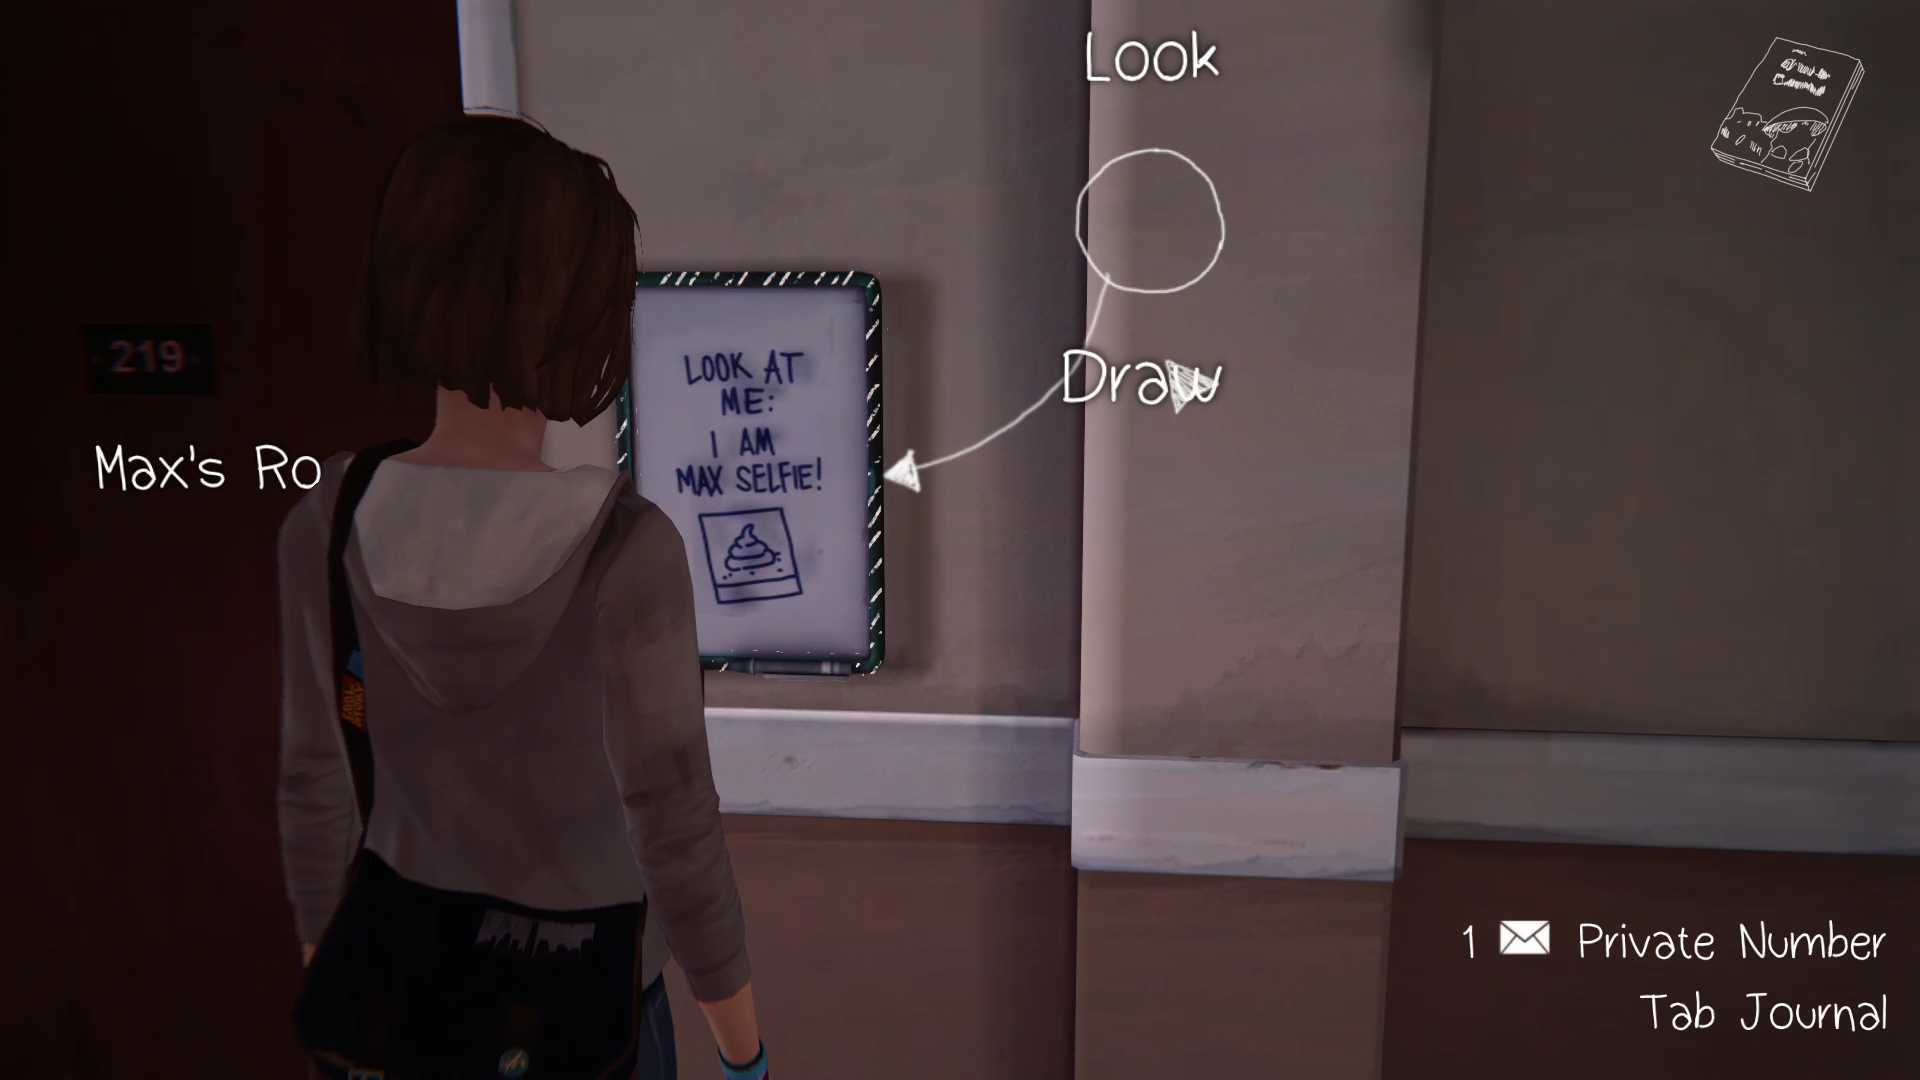 Look
Draw
219
Max's Ro
LOOK AT
ME:
I AM
MAX SELFIE!
1 Private Number
Tab Journal